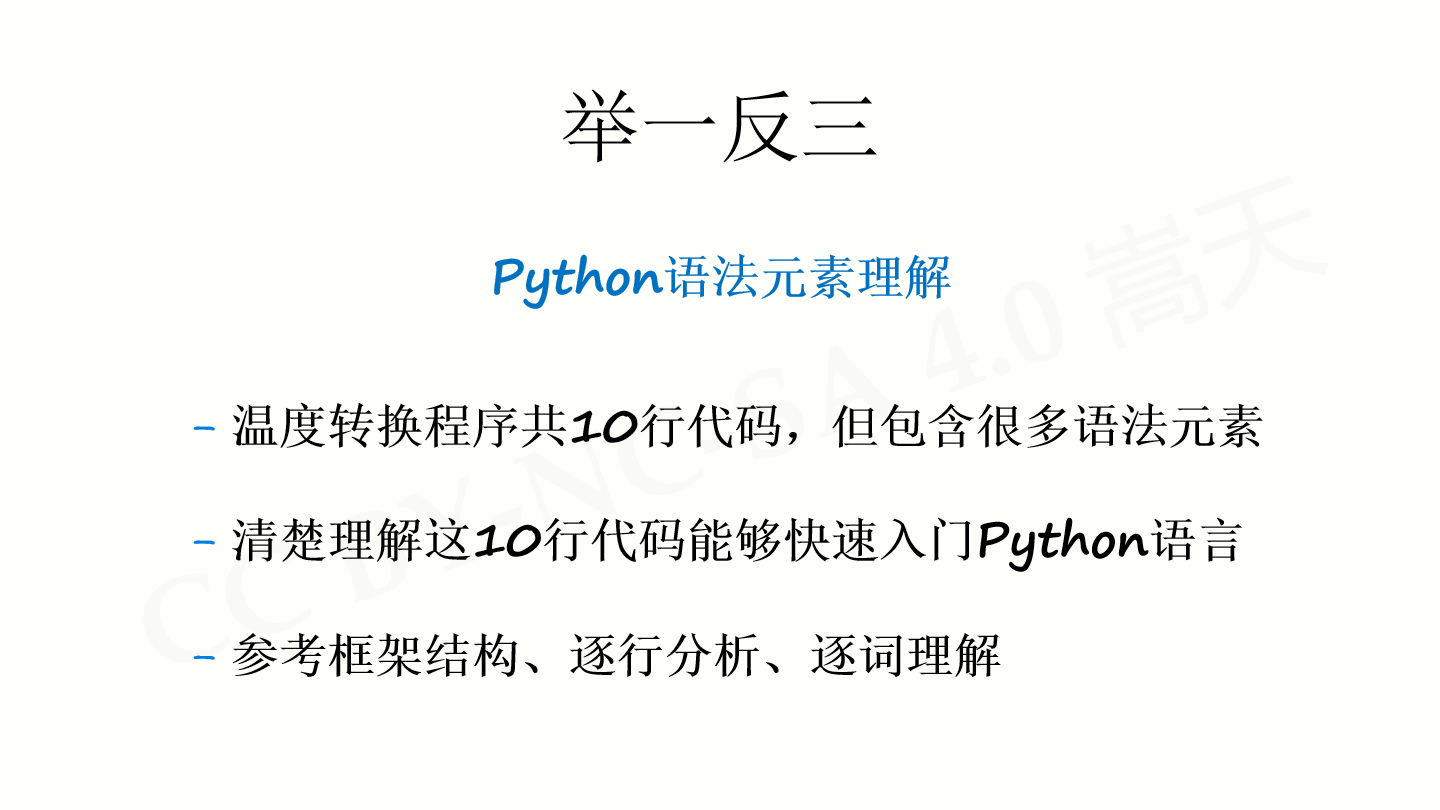 举一反三
Python语法元素理解
- 温度转换程序共10行代码，但包含很多语法元素
- 清楚理解这10行代码能够快速入门Python语言
- 参考框架结构、逐行分析、逐词理解
CC BY-NC-SA 4.0 嵩天